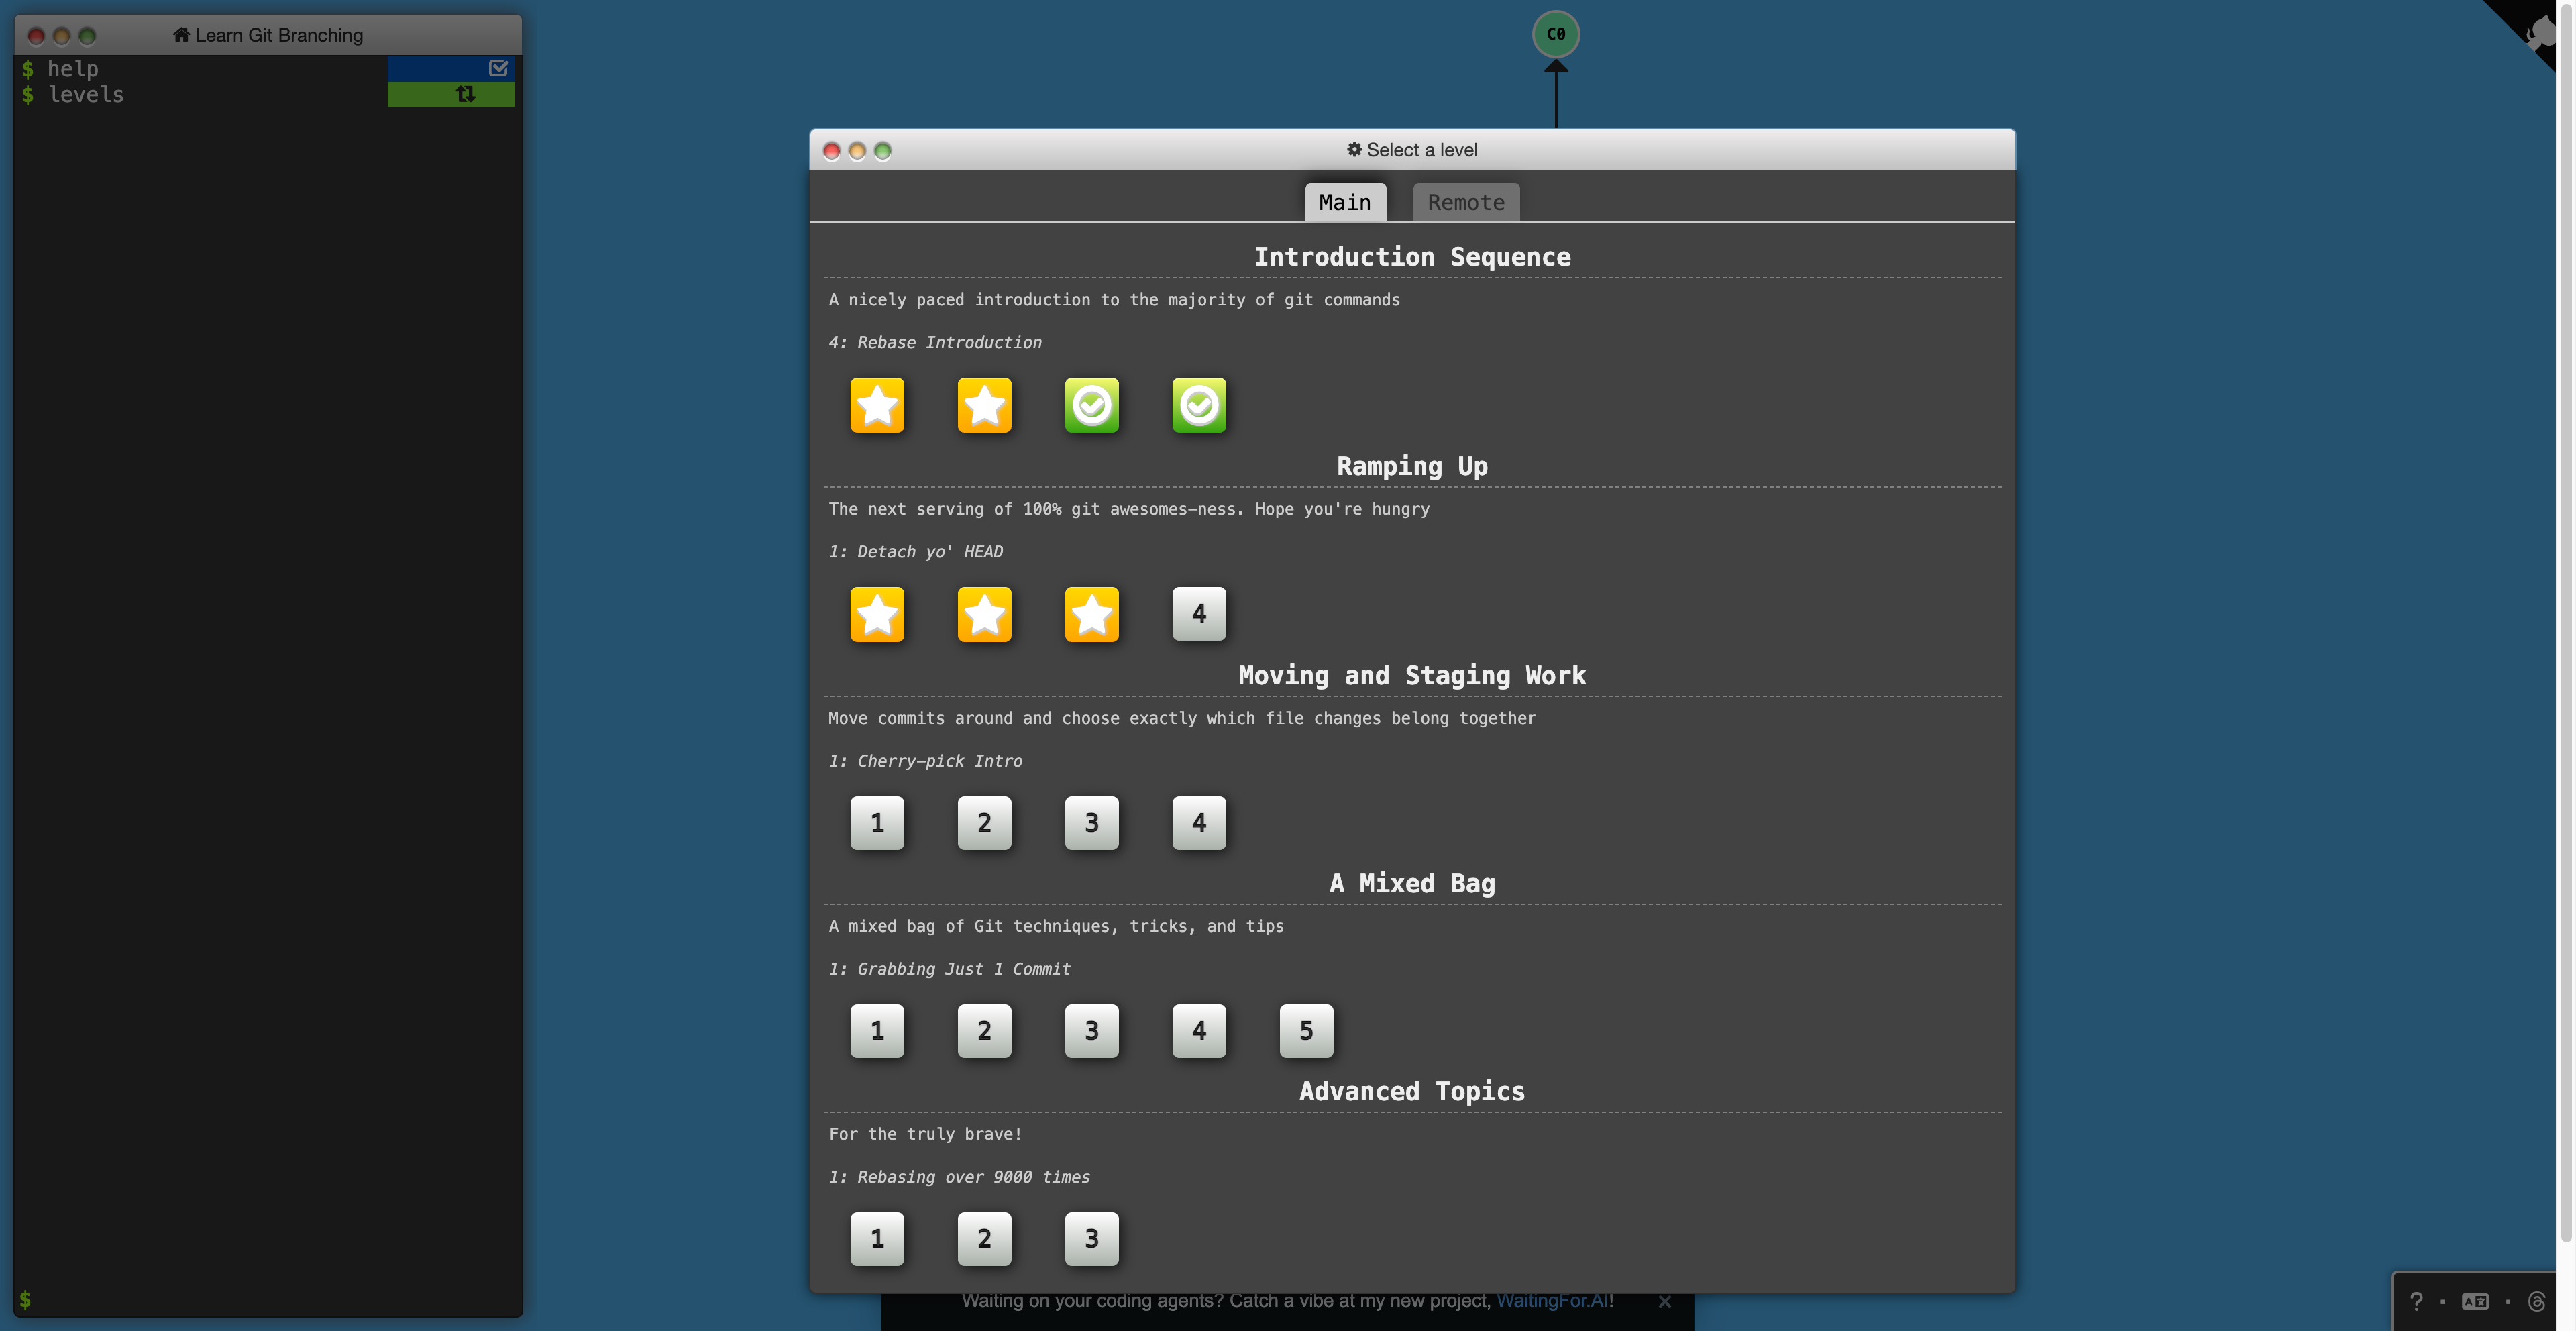 Learn Git Branching
$ help
$ levels
$
C0
Select a level
Main Remote
Introduction Sequence
A nicely paced introduction to the majority of git commands
4: Rebase Introduction
Ramping Up
The next serving of 100% git awesomes-ness. Hope you're hungry
1: Detach yo' HEAD
4
Moving and Staging Work
Move commits around and choose exactly which file changes belong together
1: Cherry-pick Intro
1 2 3 4
A Mixed Bag
A mixed bag of Git techniques, tricks, and tips
1: Grabbing Just 1 Commit
1 2 3 4 5
Advanced Topics
For the truly brave!
1: Rebasing over 9000 times
1 2 3
Waiting on your coding agents? Catch a vibe at my new project, WaitingFor.AI!
?